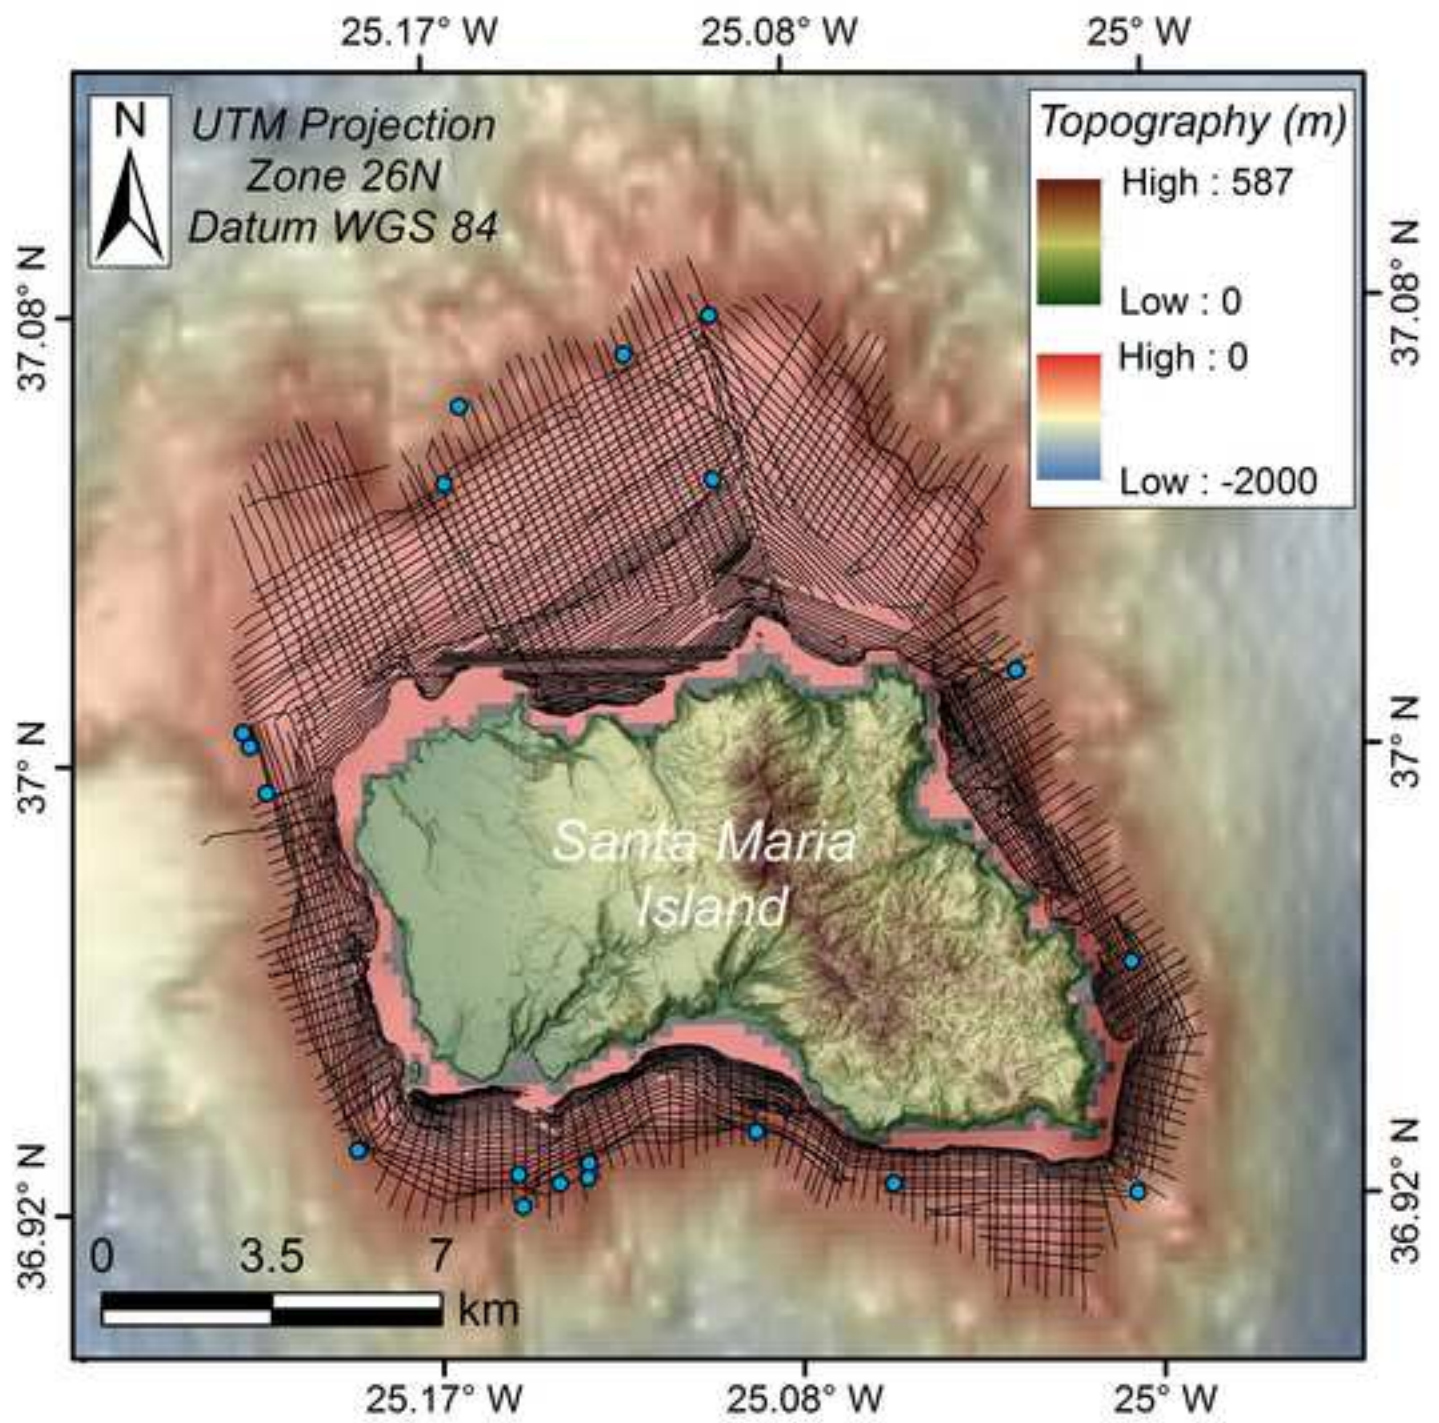 25.17° W
25.08° W
25° W
N
UTM Projection
Zone 26N
Datum WGS 84
Topography (m)
High : 587
Low : 0
High : 0
Low : -2000
37.08° N
37.08° N
37° N
37° N
Santa Maria
Island
36.92° N
36.92° N
0 3.5 7
km
25.17° W
25.08° W
25° W